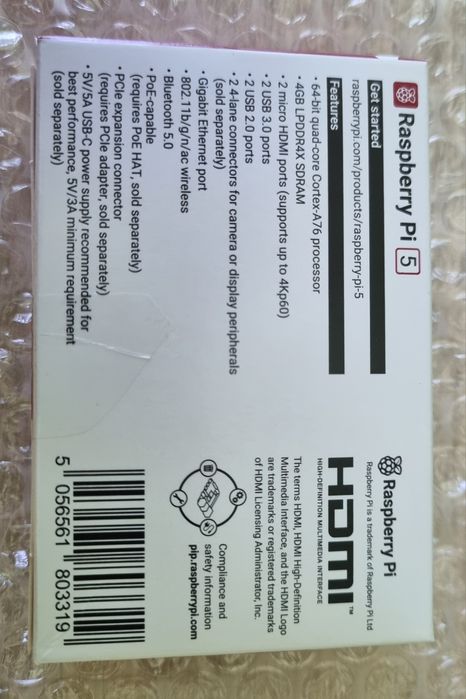 Raspberry Pi 5
Get started
raspberrypi.com/products/raspberry-pi-5
Features
• 64-bit quad-core Cortex-A76 processor
• 4GB LPDDR4X SDRAM
• 2 micro HDMI ports (supports up to 4Kp60)
• 2 USB 3.0 ports
• 2 USB 2.0 ports
• 2 4-lane connectors for camera or display peripherals
(sold separately)
• Gigabit Ethernet port
• 802.11b/g/n/ac wireless
• Bluetooth 5.0
• PoE-capable
(requires PoE HAT, sold separately)
• PCIe expansion connector
(requires PCIe adapter, sold separately)
• 5V/5A USB-C power supply recommended for
best performance, 5V/3A minimum requirement
(sold separately)
Raspberry Pi
Raspberry Pi is a trademark of Raspberry Pi Ltd
HDMI™
HIGH-DEFINITION MULTIMEDIA INTERFACE
The terms HDMI, HDMI High-Definition
Multimedia Interface, and the HDMI Logo
are trademarks or registered trademarks
of HDMI Licensing Administrator, Inc.
Compliance and
safety information
pip.raspberrypi.com
5 056561 803319